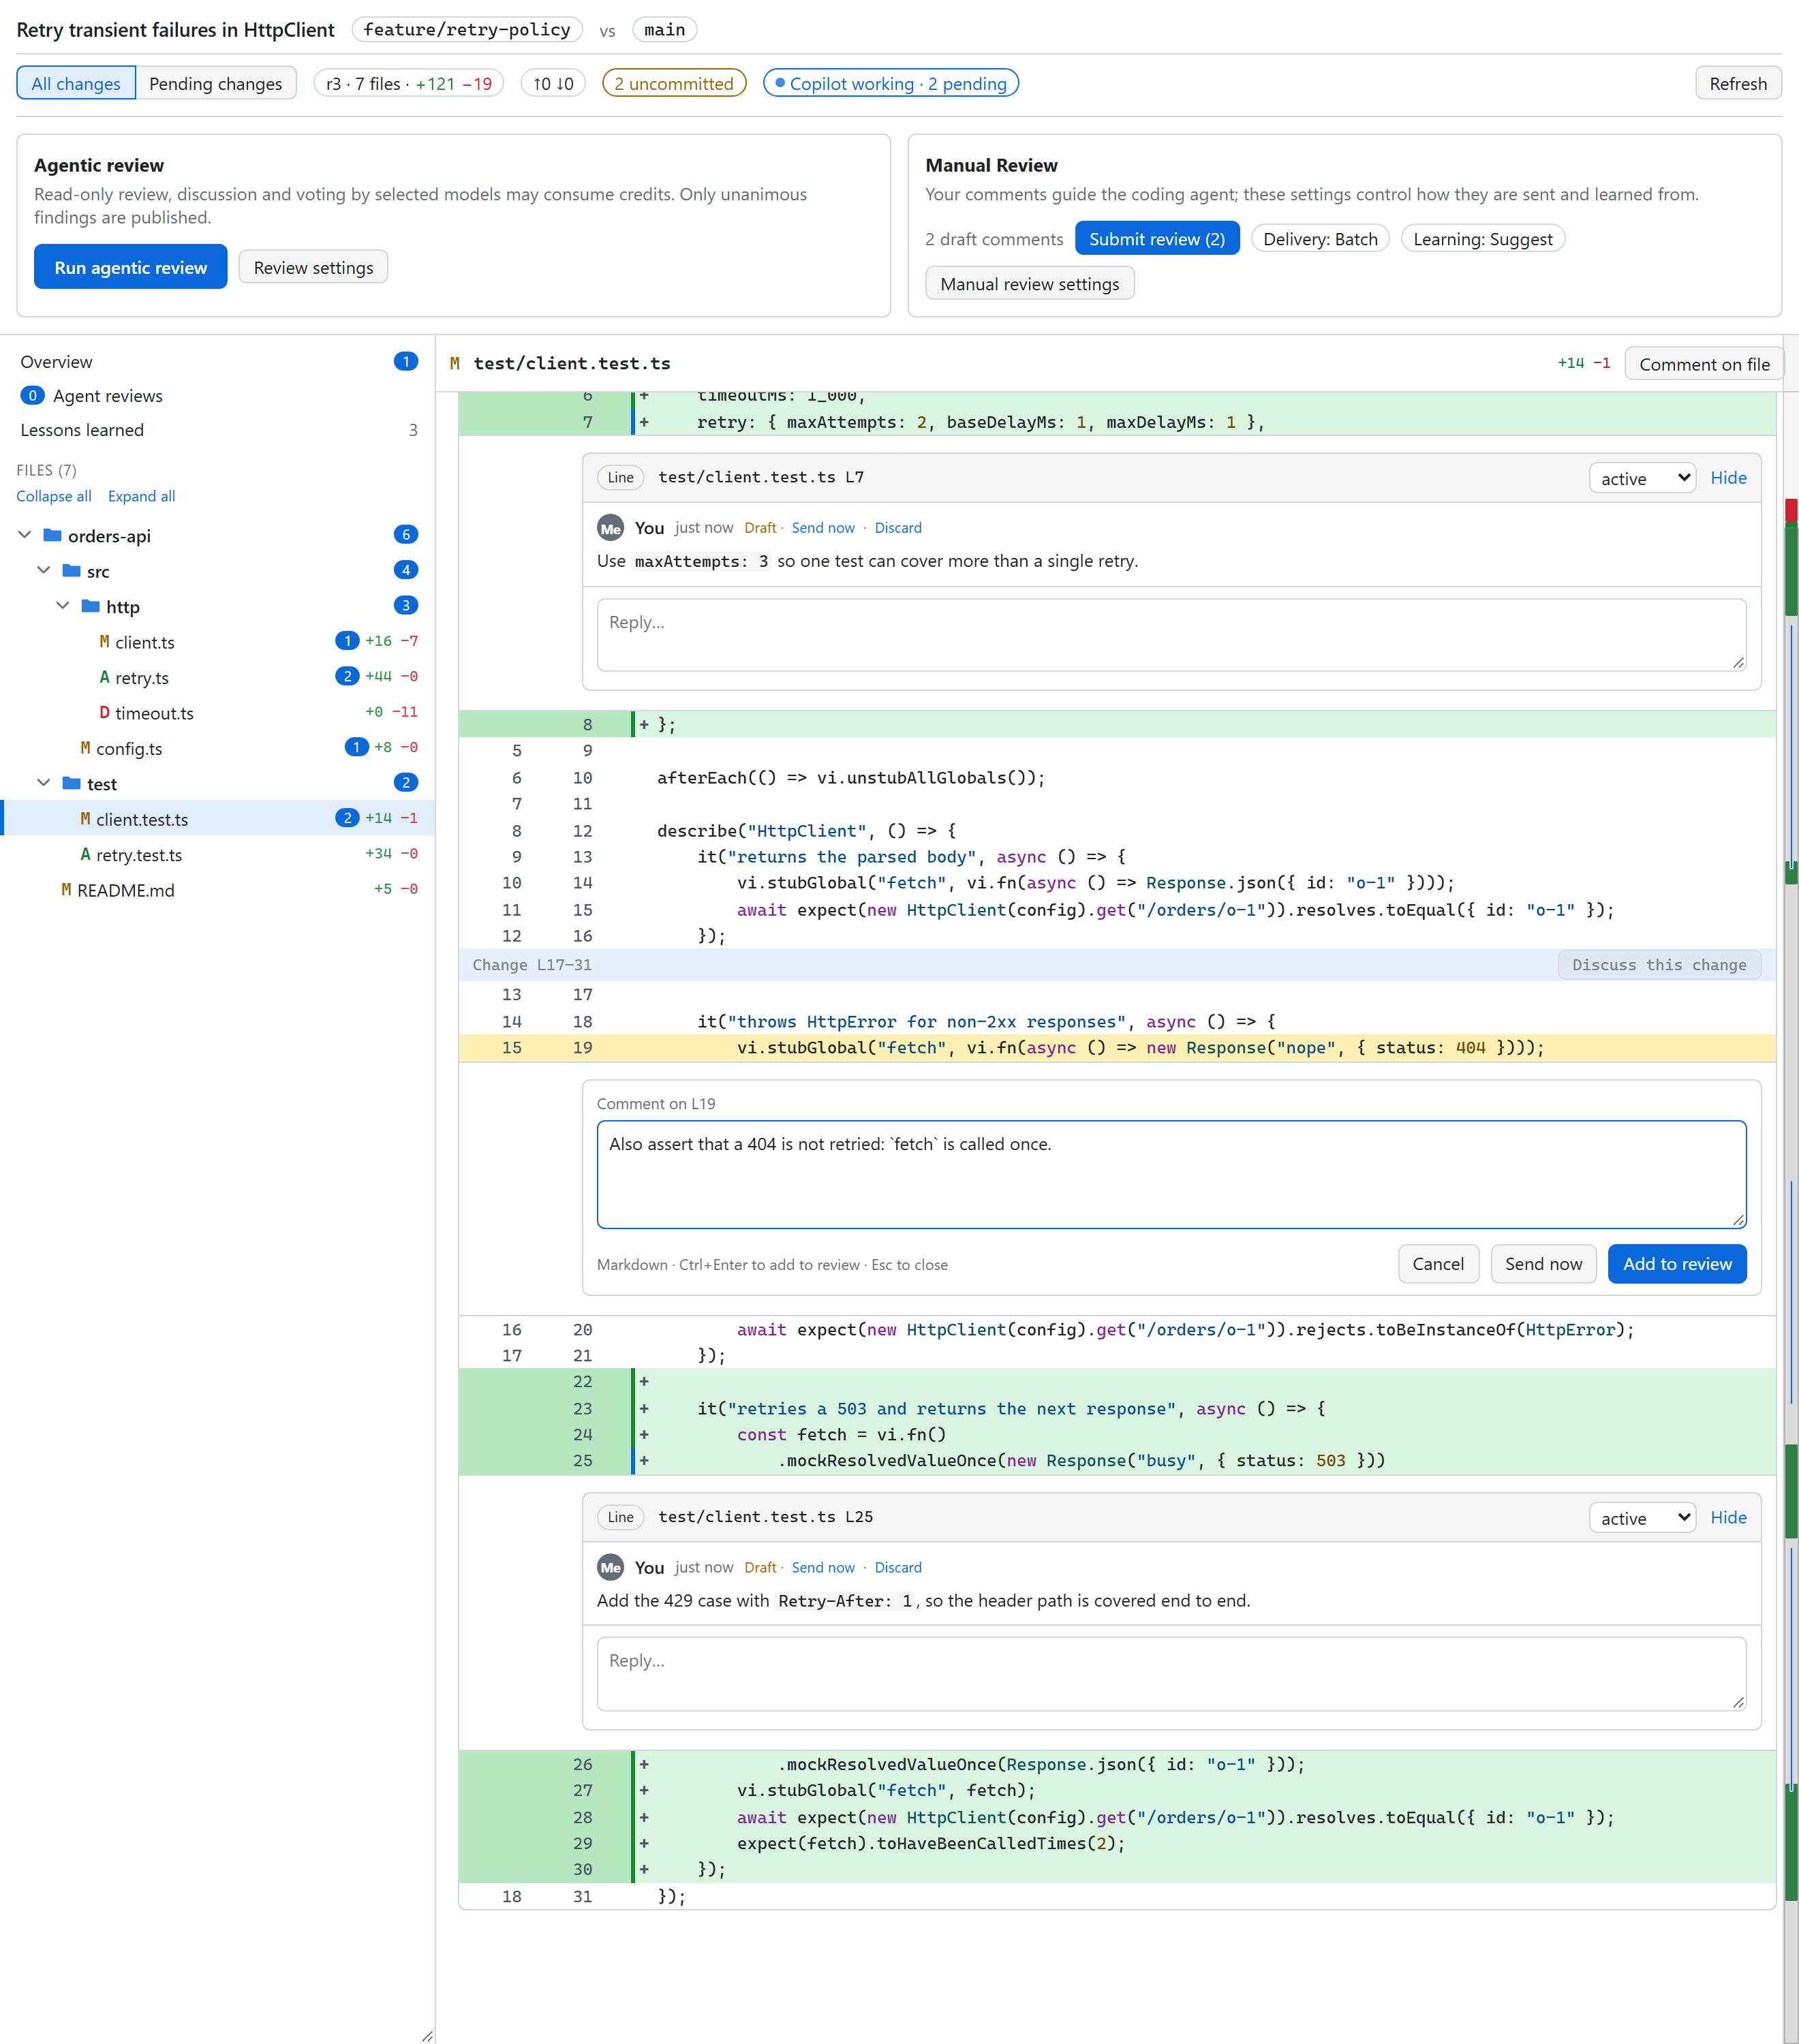 Retry transient failures in HttpClient feature/retry-policy vs main
All changes Pending changes r3 · 7 files · +121 −19 ↑0 ↓0 2 uncommitted Copilot working · 2 pending Refresh
Agentic review
Read-only review, discussion and voting by selected models may consume credits. Only unanimous
findings are published.
Run agentic review Review settings
Manual Review
Your comments guide the coding agent; these settings control how they are sent and learned from.
2 draft comments Submit review (2) Delivery: Batch Learning: Suggest
Manual review settings
Overview 1
0 Agent reviews
Lessons learned 3
FILES (7)
Collapse all Expand all
orders-api 6
src 4
http 3
M client.ts 1 +16 −7
A retry.ts 2 +44 −0
D timeout.ts +0 −11
M config.ts 1 +8 −0
test 2
M client.test.ts 2 +14 −1
A retry.test.ts +34 −0
M README.md +5 −0
M test/client.test.ts +14 −1 Comment on file
6 + timeoutMs: 1_000,
7 + retry: { maxAttempts: 2, baseDelayMs: 1, maxDelayMs: 1 },
Line test/client.test.ts L7 active Hide
Me You just now Draft · Send now · Discard
Use maxAttempts: 3 so one test can cover more than a single retry.
Reply...
8 + };
5 9
6 10 afterEach(() => vi.unstubAllGlobals());
7 11
8 12 describe("HttpClient", () => {
9 13 it("returns the parsed body", async () => {
10 14 vi.stubGlobal("fetch", vi.fn(async () => Response.json({ id: "o-1" })));
11 15 await expect(new HttpClient(config).get("/orders/o-1")).resolves.toEqual({ id: "o-1" });
12 16 });
Change L17–31 Discuss this change
13 17
14 18 it("throws HttpError for non-2xx responses", async () => {
15 19 vi.stubGlobal("fetch", vi.fn(async () => new Response("nope", { status: 404 })));
Comment on L19
Also assert that a 404 is not retried: `fetch` is called once.
Markdown · Ctrl+Enter to add to review · Esc to close Cancel Send now Add to review
16 20 await expect(new HttpClient(config).get("/orders/o-1")).rejects.toBeInstanceOf(HttpError);
17 21 });
22 +
23 + it("retries a 503 and returns the next response", async () => {
24 + const fetch = vi.fn()
25 + .mockResolvedValueOnce(new Response("busy", { status: 503 }))
Line test/client.test.ts L25 active Hide
Me You just now Draft · Send now · Discard
Add the 429 case with Retry-After: 1, so the header path is covered end to end.
Reply...
26 + .mockResolvedValueOnce(Response.json({ id: "o-1" }));
27 + vi.stubGlobal("fetch", fetch);
28 + await expect(new HttpClient(config).get("/orders/o-1")).resolves.toEqual({ id: "o-1" });
29 + expect(fetch).toHaveBeenCalledTimes(2);
30 + });
18 31 });